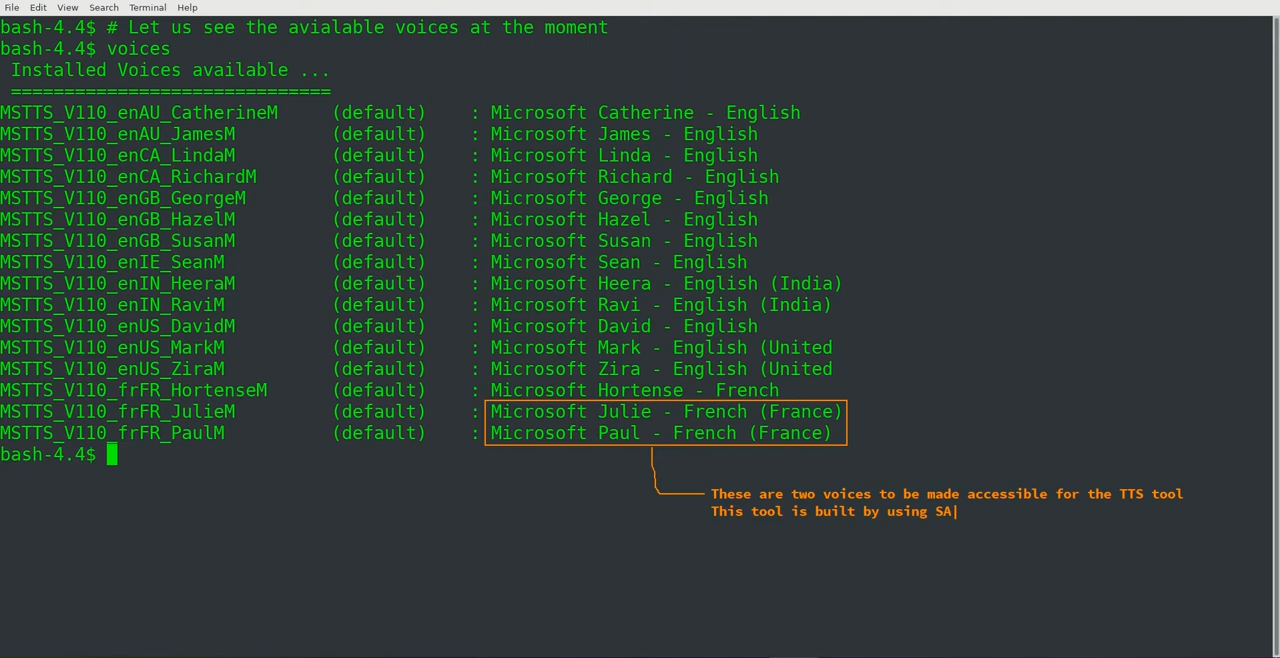 File Edit View Search Terminal Help
bash-4.4$ # Let us see the avialable voices at the moment
bash-4.4$ voices
Installed Voices available ...
==============================
MSTTS_V110_enAU_CatherineM (default) : Microsoft Catherine - English
MSTTS_V110_enAU_JamesM (default) : Microsoft James - English
MSTTS_V110_enCA_LindaM (default) : Microsoft Linda - English
MSTTS_V110_enCA_RichardM (default) : Microsoft Richard - English
MSTTS_V110_enGB_GeorgeM (default) : Microsoft George - English
MSTTS_V110_enGB_HazelM (default) : Microsoft Hazel - English
MSTTS_V110_enGB_SusanM (default) : Microsoft Susan - English
MSTTS_V110_enIE_SeanM (default) : Microsoft Sean - English
MSTTS_V110_enIN_HeeraM (default) : Microsoft Heera - English (India)
MSTTS_V110_enIN_RaviM (default) : Microsoft Ravi - English (India)
MSTTS_V110_enUS_DavidM (default) : Microsoft David - English
MSTTS_V110_enUS_MarkM (default) : Microsoft Mark - English (United
MSTTS_V110_enUS_ZiraM (default) : Microsoft Zira - English (United
MSTTS_V110_frFR_HortenseM (default) : Microsoft Hortense - French
MSTTS_V110_frFR_JulieM (default) : Microsoft Julie - French (France)
MSTTS_V110_frFR_PaulM (default) : Microsoft Paul - French (France)
bash-4.4$
These are two voices to be made accessible for the TTS tool
This tool is built by using SA|